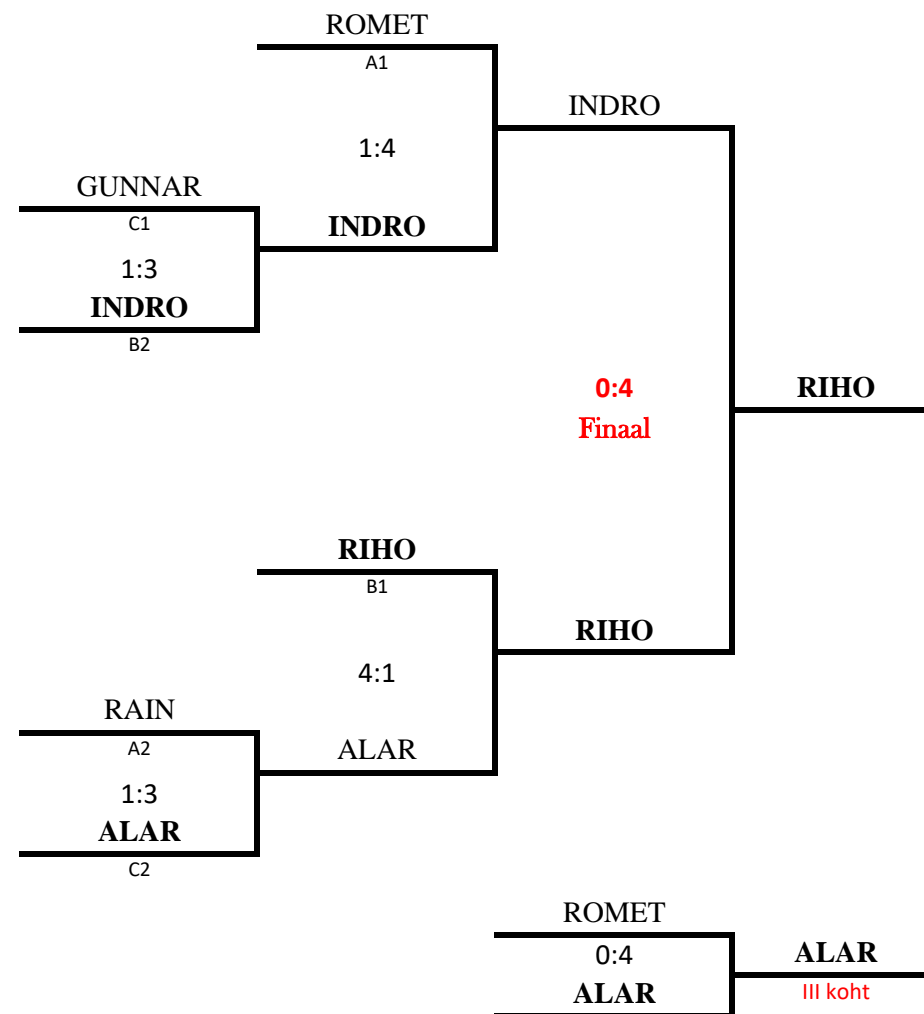 ROMET
A1
INDRO
1:4
GUNNAR
C1
INDRO
1:3
INDRO
B2
0:4
RIHO
Finaal
RIHO
B1
RIHO
4:1
RAIN
A2
ALAR
1:3
ALAR
C2
ROMET
0:4
ALAR
ALAR
III koht